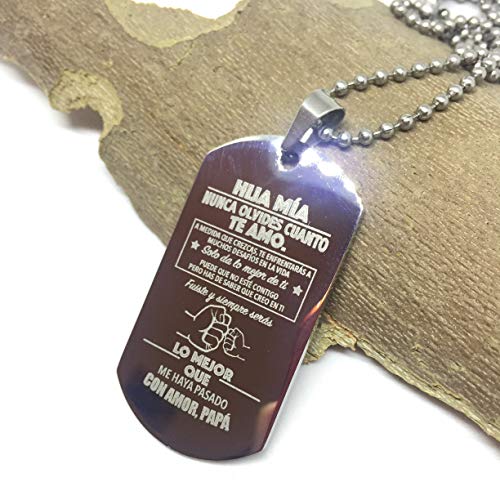 HIJA MÍA
NUNCA OLVIDES CUANTO
TE AMO.
A MEDIDA QUE CREZCAS, TE ENFRENTARÁS A
MUCHOS DESAFÍOS EN LA VIDA
Solo da lo mejor de ti
PUEDE QUE NO ESTÉ CONTIGO
PERO HAS DE SABER QUE CREO EN TI
Fuiste y siempre serás
LO MEJOR
QUE
ME HAYA PASADO
CON AMOR, PAPÁ